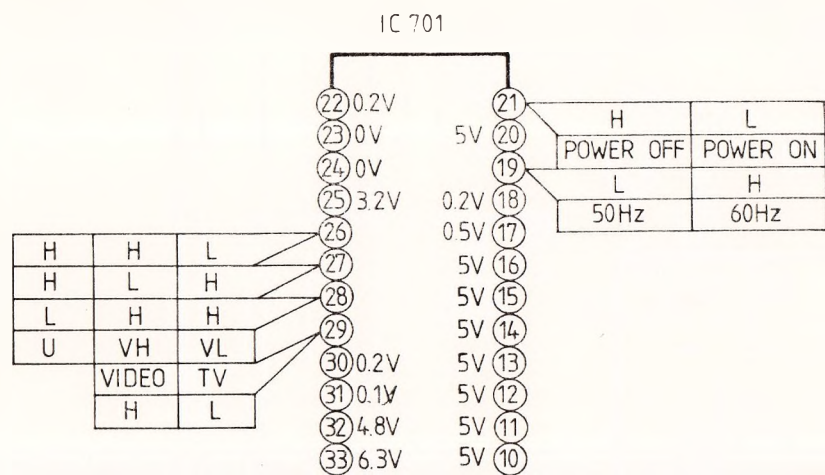 IC 701
22 0.2V 21
H L
23 0V 5V 20
POWER OFF POWER ON
24 0V 19
L H
25 3.2V 0.2V 18
50Hz 60Hz
26 0.5V 17
H H L
27 5V 16
H L H
28 5V 15
L H H
29 5V 14
U VH VL
30 0.2V 5V 13
VIDEO TV
31 0.1V 5V 12
H L
32 4.8V 5V 11
33 6.3V 5V 10